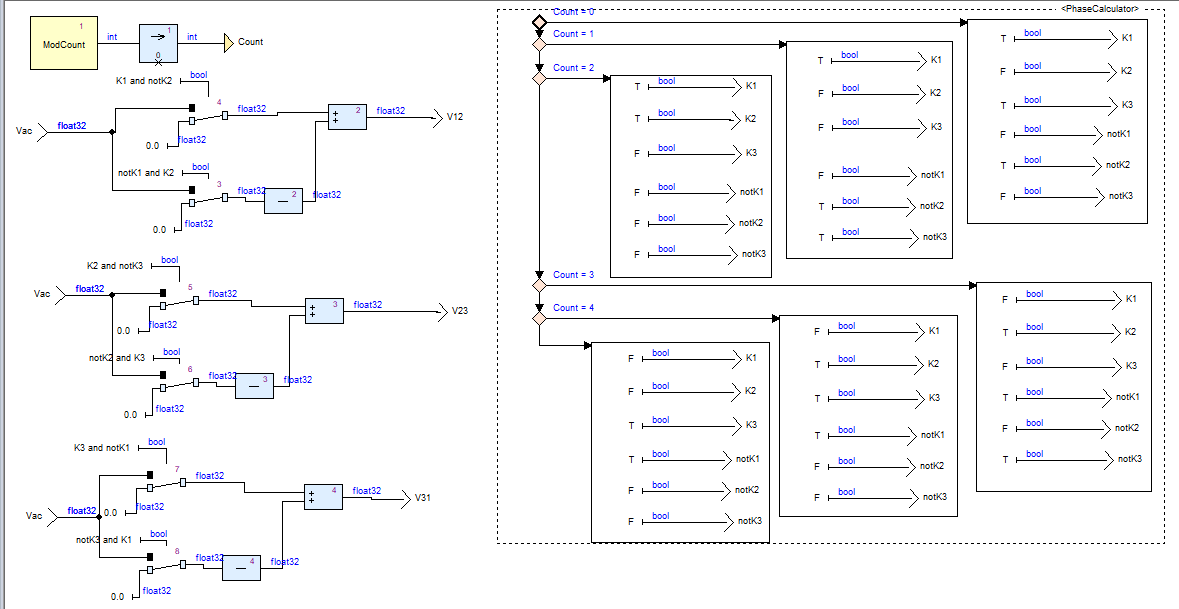 ModCount
1
int
1
0
int
Count
K1 and notK2
bool
Vac
float32
4
float32
0.0
float32
2
float32
V12
notK1 and K2
bool
3
float32
2
float32
0.0
float32
K2 and notK3
bool
Vac
float32
5
float32
0.0
float32
3
float32
V23
notK2 and K3
bool
6
float32
3
float32
0.0
float32
K3 and notK1
bool
Vac
float32
7
float32
0.0
float32
4
float32
V31
notK3 and K1
bool
8
float32
4
float32
0.0
float32
<PhaseCalculator>
Count = 0
T bool K1
F bool K2
T bool K3
F bool notK1
T bool notK2
F bool notK3
Count = 1
T bool K1
F bool K2
F bool K3
F bool notK1
T bool notK2
T bool notK3
Count = 2
T bool K1
T bool K2
F bool K3
F bool notK1
F bool notK2
F bool notK3
Count = 3
F bool K1
T bool K2
F bool K3
T bool notK1
F bool notK2
T bool notK3
Count = 4
F bool K1
T bool K2
T bool K3
T bool notK1
F bool notK2
F bool notK3
F bool K1
F bool K2
T bool K3
T bool notK1
F bool notK2
F bool notK3